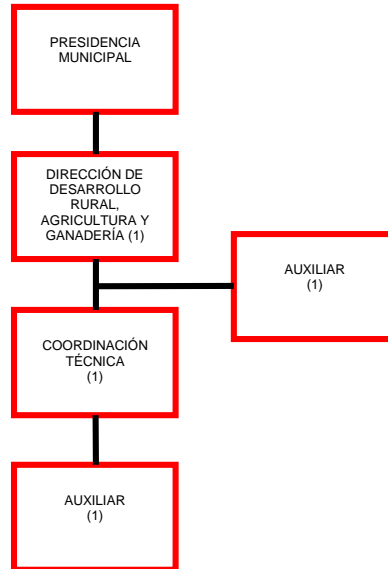 PRESIDENCIA
MUNICIPAL
DIRECCIÓN DE
DESARROLLO
RURAL,
AGRICULTURA Y
GANADERÍA (1)
AUXILIAR
(1)
COORDINACIÓN
TÉCNICA
(1)
AUXILIAR
(1)